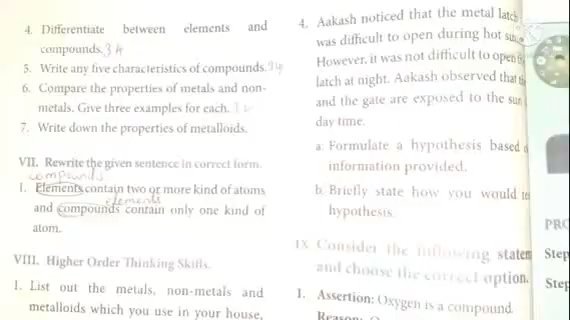 4. Differentiate between elements and
compounds. 34
5. Write any five characteristics of compounds.
6. Compare the properties of metals and non-
metals. Give three examples for each.
7. Write down the properties of metalloids.
VII. Rewrite the given sentence in correct form.
compounds
1. Elements contain two or more kind of atoms
elements
and compounds contain only one kind of
atom.
VIII. Higher Order Thinking Skills.
1. List out the metals, non-metals and
metalloids which you use in your house,
4. Aakash noticed that the metal latch
was difficult to open during hot
However, it was not difficult to open
latch at night. Aakash observed that
and the gate are exposed to the sun
day time.
a. Formulate a hypothesis based
information provided.
b. Briefly state how you would
hypothesis.
IX Consider the following
and choose the correct option.
1. Assertion: Oxygen is a compound.
Reason:
PRO
Step
Step